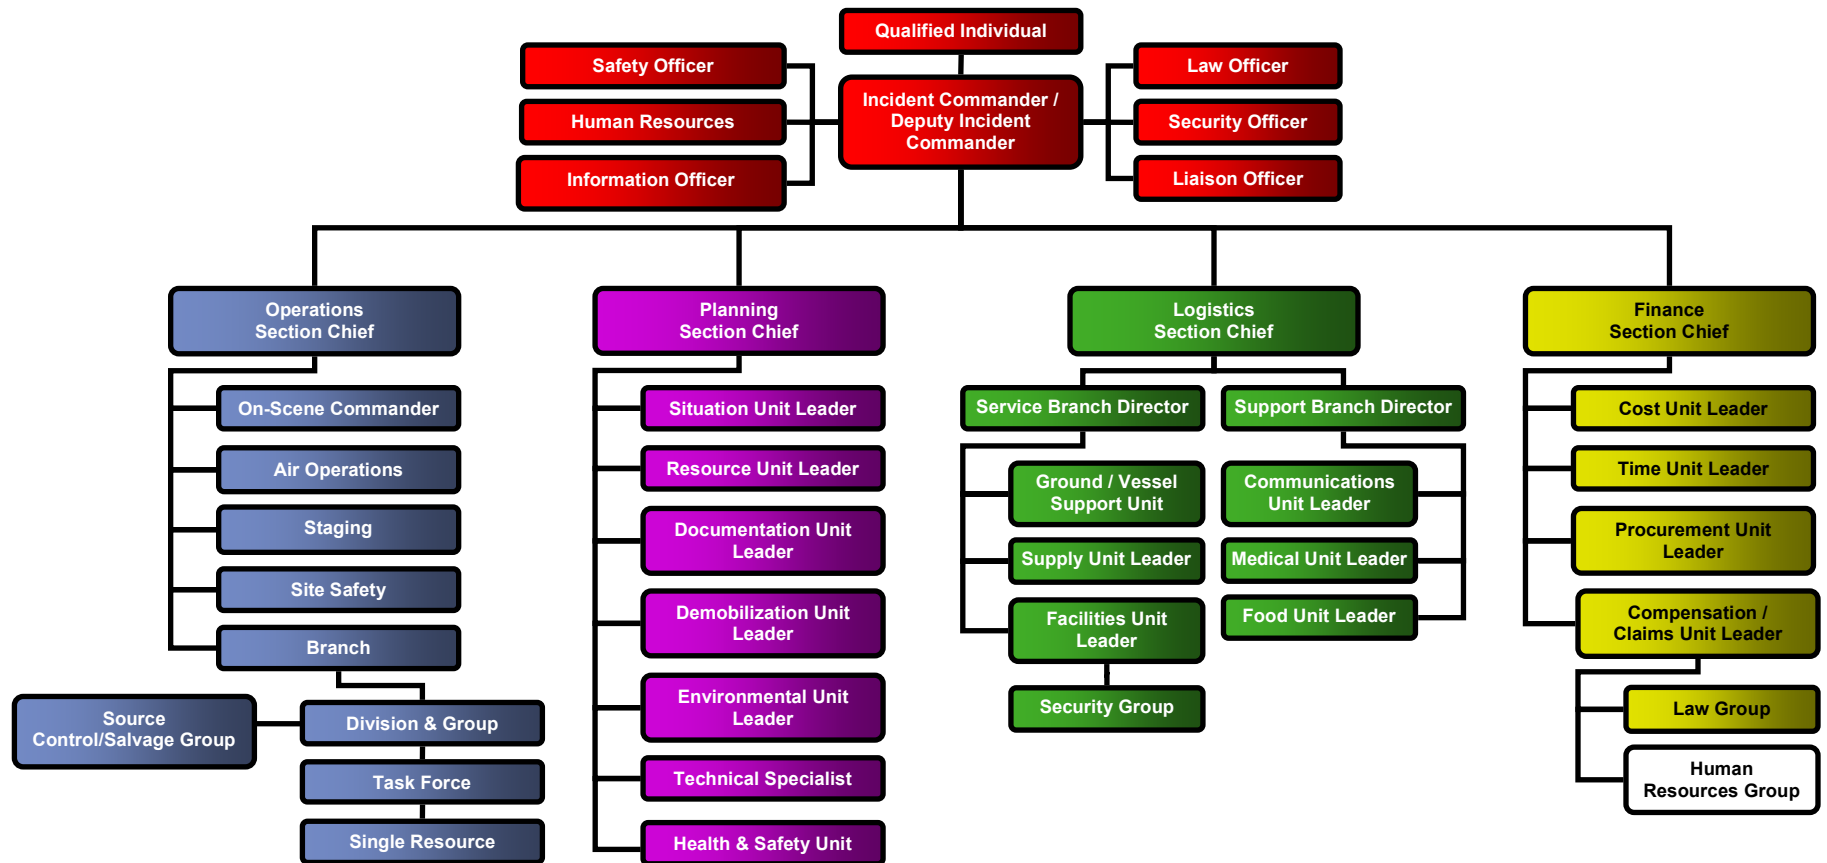 Qualified Individual
Safety Officer
Human Resources
Information Officer
Incident Commander /
Deputy Incident
Commander
Law Officer
Security Officer
Liaison Officer
Operations
Section Chief
On-Scene Commander
Air Operations
Staging
Site Safety
Branch
Source
Control/Salvage Group
Division & Group
Task Force
Single Resource
Planning
Section Chief
Situation Unit Leader
Resource Unit Leader
Documentation Unit
Leader
Demobilization Unit
Leader
Environmental Unit
Leader
Technical Specialist
Health & Safety Unit
Logistics
Section Chief
Service Branch Director
Ground / Vessel
Support Unit
Supply Unit Leader
Facilities Unit
Leader
Security Group
Support Branch Director
Communications
Unit Leader
Medical Unit Leader
Food Unit Leader
Finance
Section Chief
Cost Unit Leader
Time Unit Leader
Procurement Unit
Leader
Compensation /
Claims Unit Leader
Law Group
Human
Resources Group